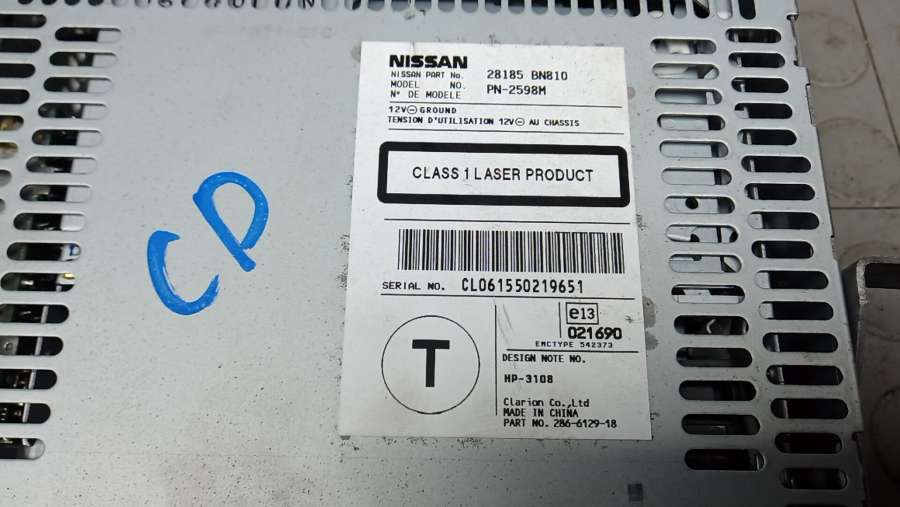 NISSAN
NISSAN PART No. 28185 BN810
MODEL NO. PN-2598M
N° DE MODELE
12V⊖GROUND
TENSION D'UTILISATION 12V⊖ AU CHASSIS
CLASS 1 LASER PRODUCT
SERIAL NO. CL061550219651
e13
021690
EMCTYPE 542373
T
DESIGN NOTE NO.
HP-3108
Clarion Co.,Ltd
MADE IN CHINA
PART NO. 286-6129-18
CD